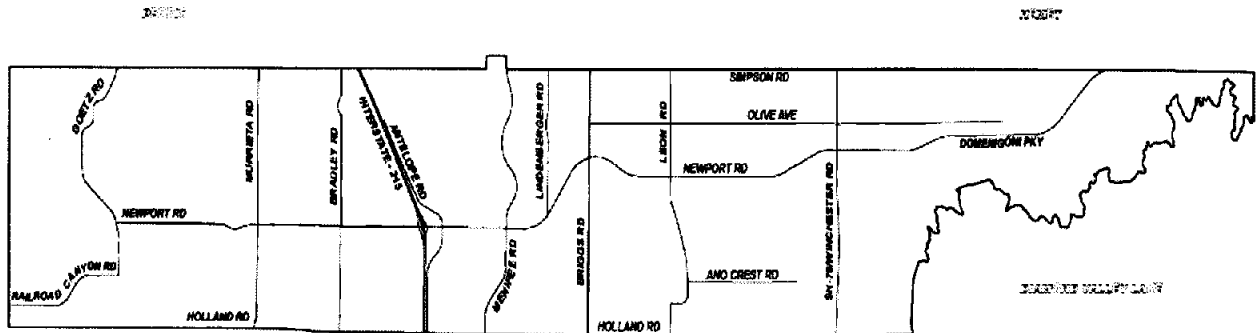 SIMPSON RD
GOETZ RD
MURRIETA RD
BRADLEY RD
INTERSTATE - 215
ANTELOPE RD
LINDENBERGER RD
LEON RD
OLIVE AVE
DOMENIGONI PKY
NEWPORT RD
NEWPORT RD
RAILROAD CANYON RD
MENIFEE RD
BRIGGS RD
SH-79/WINCHESTER RD
ANO CREST RD
HOLLAND RD
HOLLAND RD